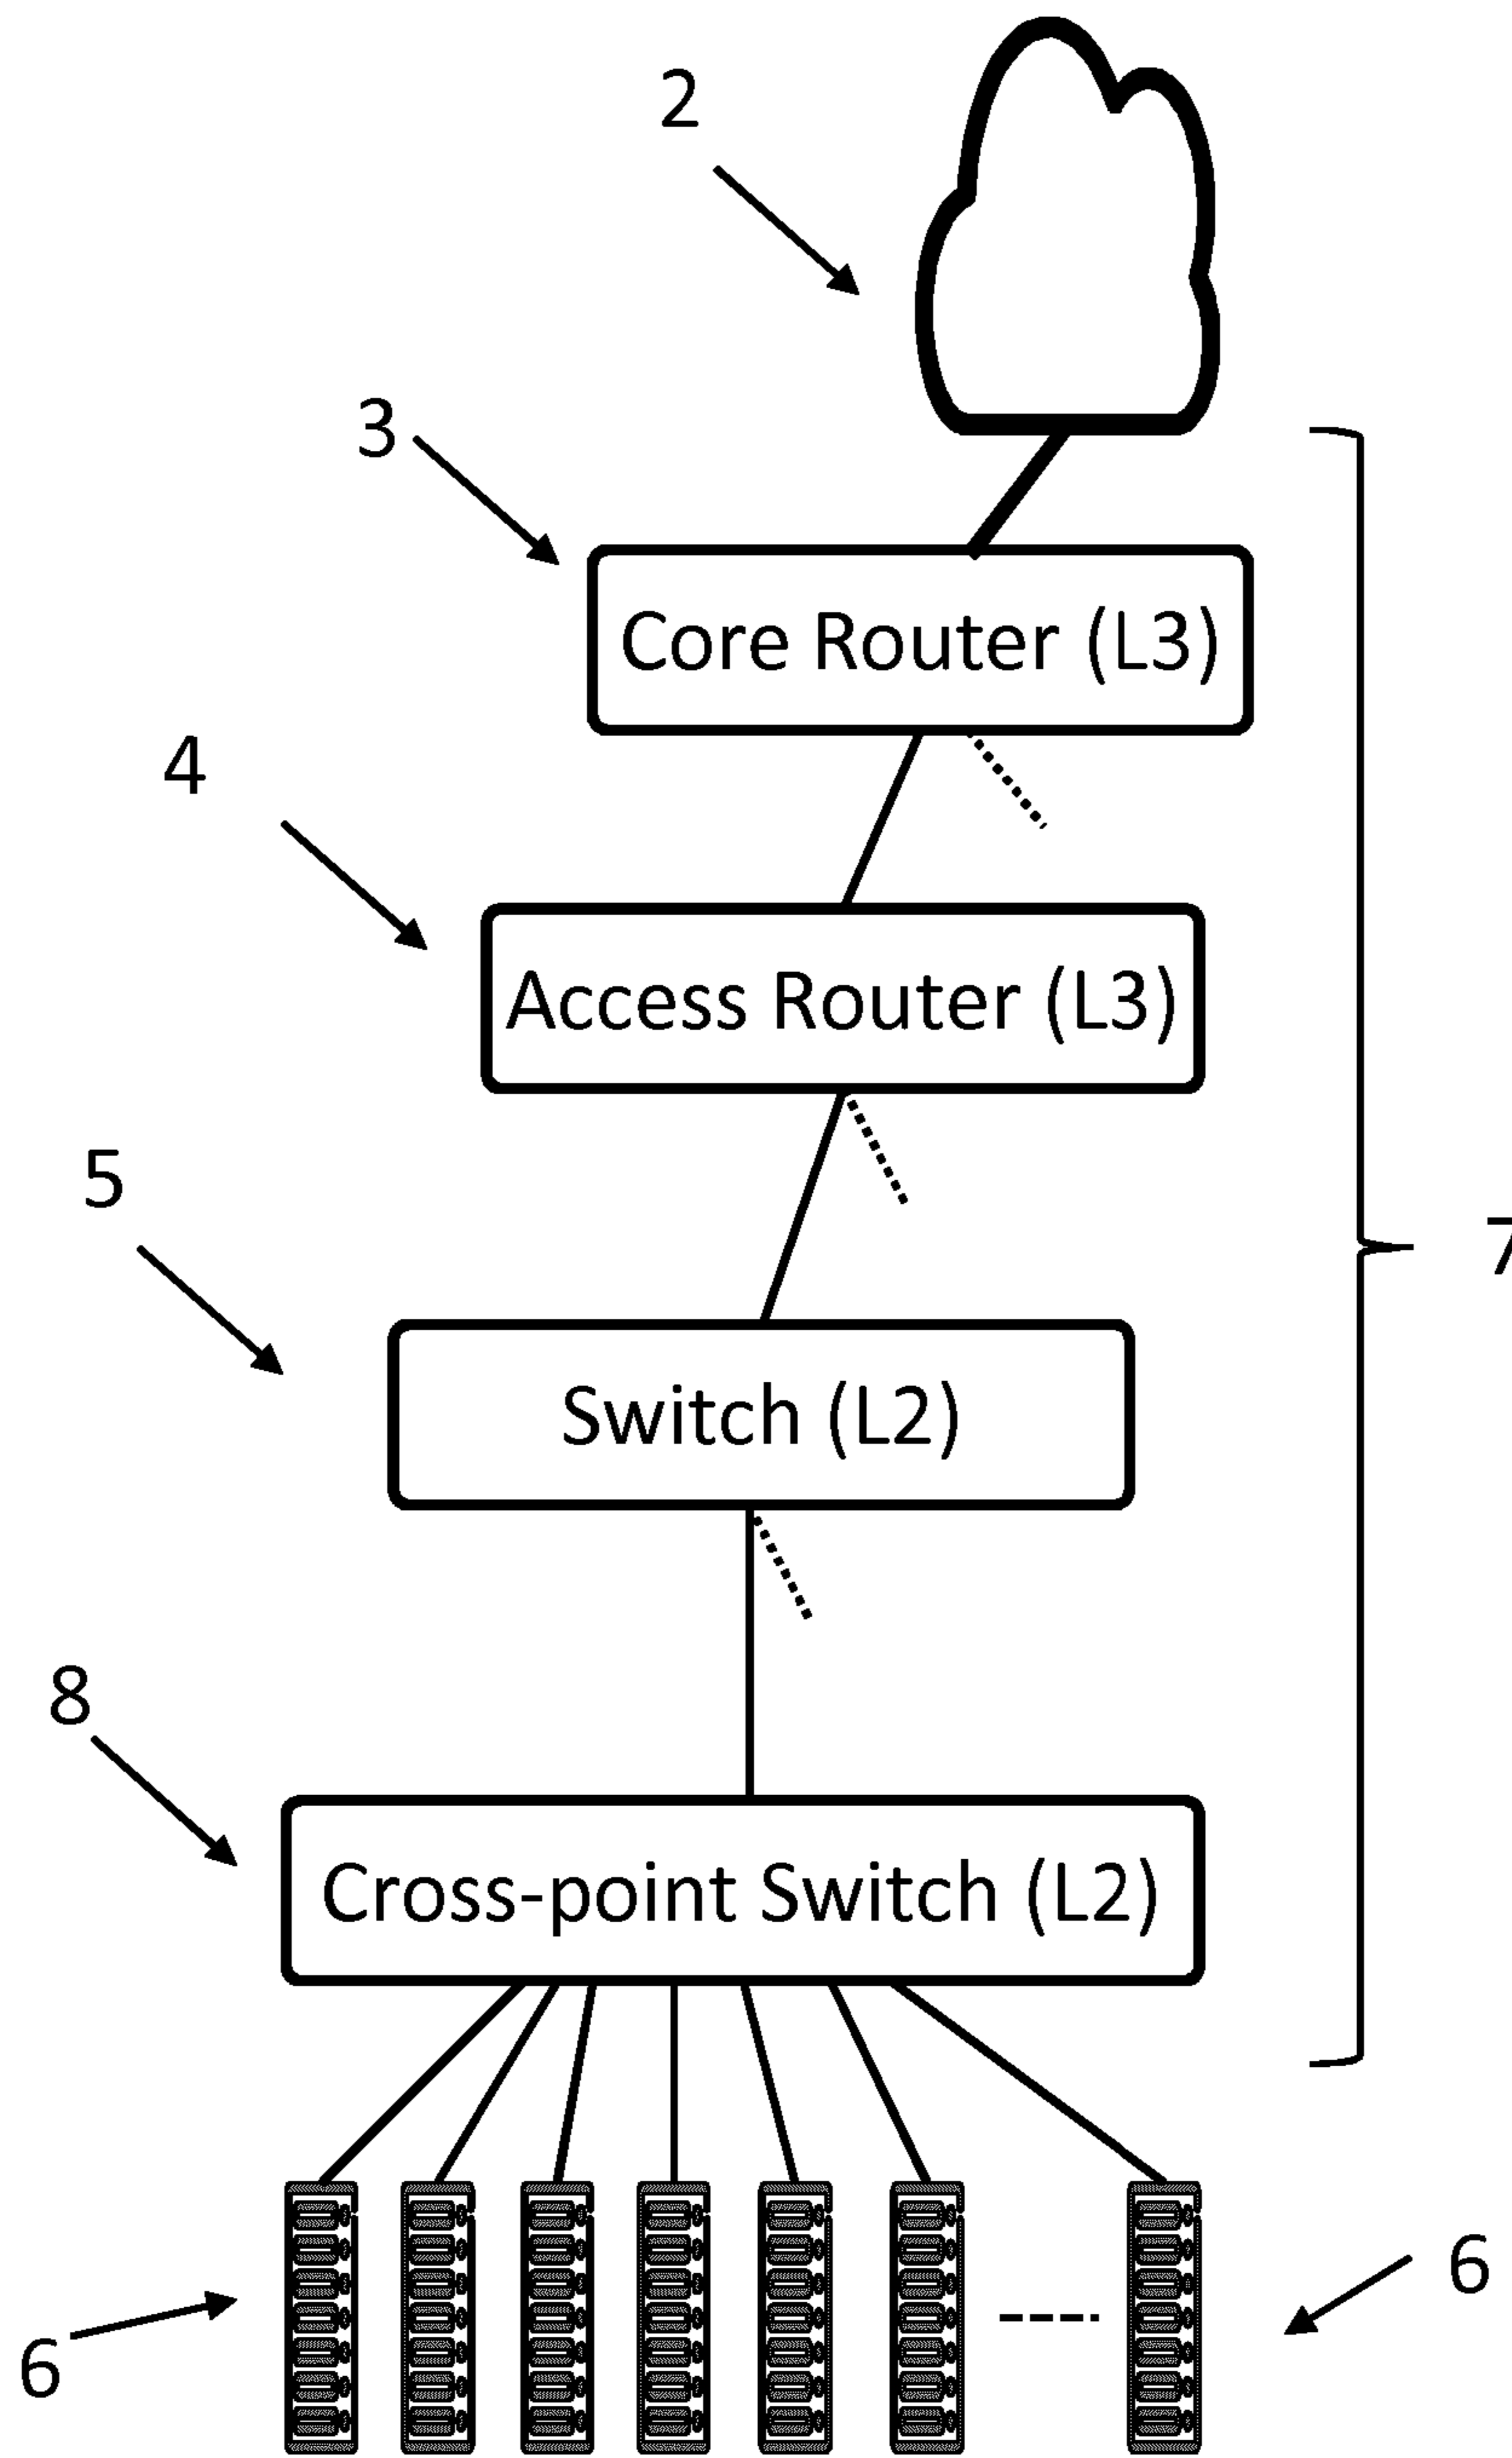 2
3
Core Router (L3)
4
Access Router (L3)
5
7
Switch (L2)
8
Cross-point Switch (L2)
6
6